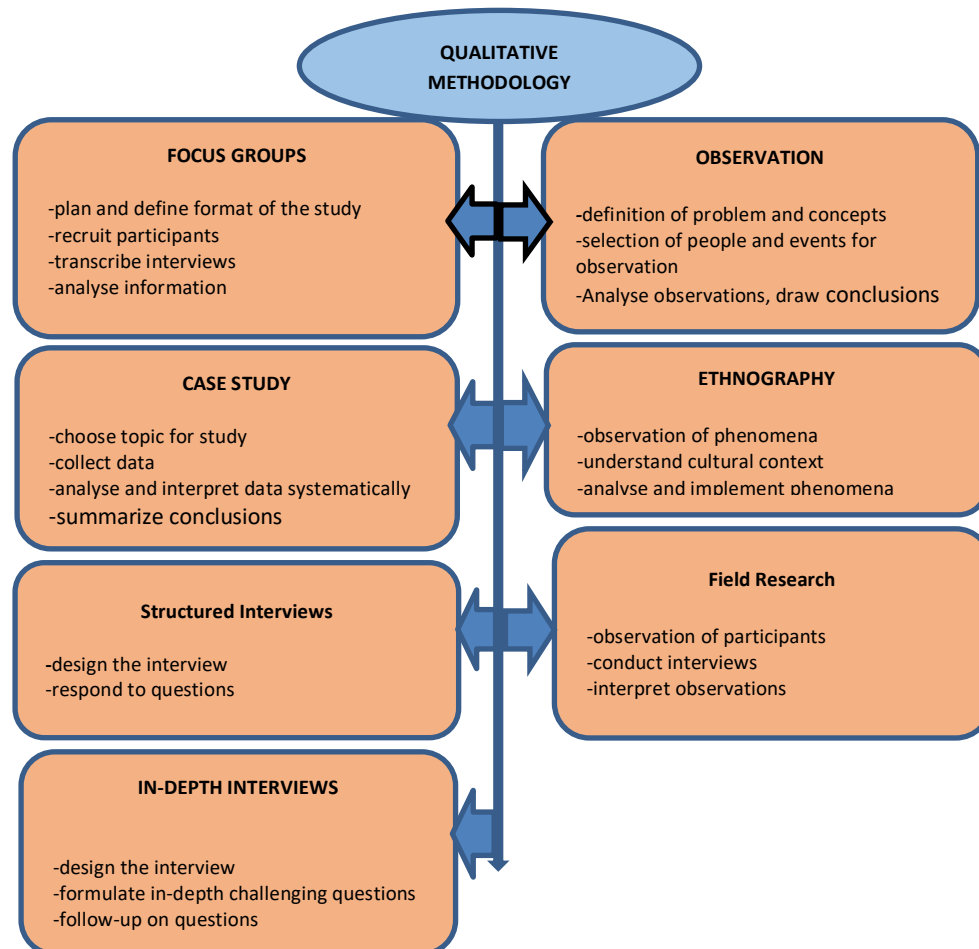 QUALITATIVE
METHODOLOGY
FOCUS GROUPS
-plan and define format of the study
-recruit participants
-transcribe interviews
-analyse information
OBSERVATION
-definition of problem and concepts
-selection of people and events for
observation
-Analyse observations, draw conclusions
CASE STUDY
-choose topic for study
-collect data
-analyse and interpret data systematically
-summarize conclusions
ETHNOGRAPHY
-observation of phenomena
-understand cultural context
-analyse and implement phenomena
Structured Interviews
-design the interview
-respond to questions
Field Research
-observation of participants
-conduct interviews
-interpret observations
IN-DEPTH INTERVIEWS
-design the interview
-formulate in-depth challenging questions
-follow-up on questions